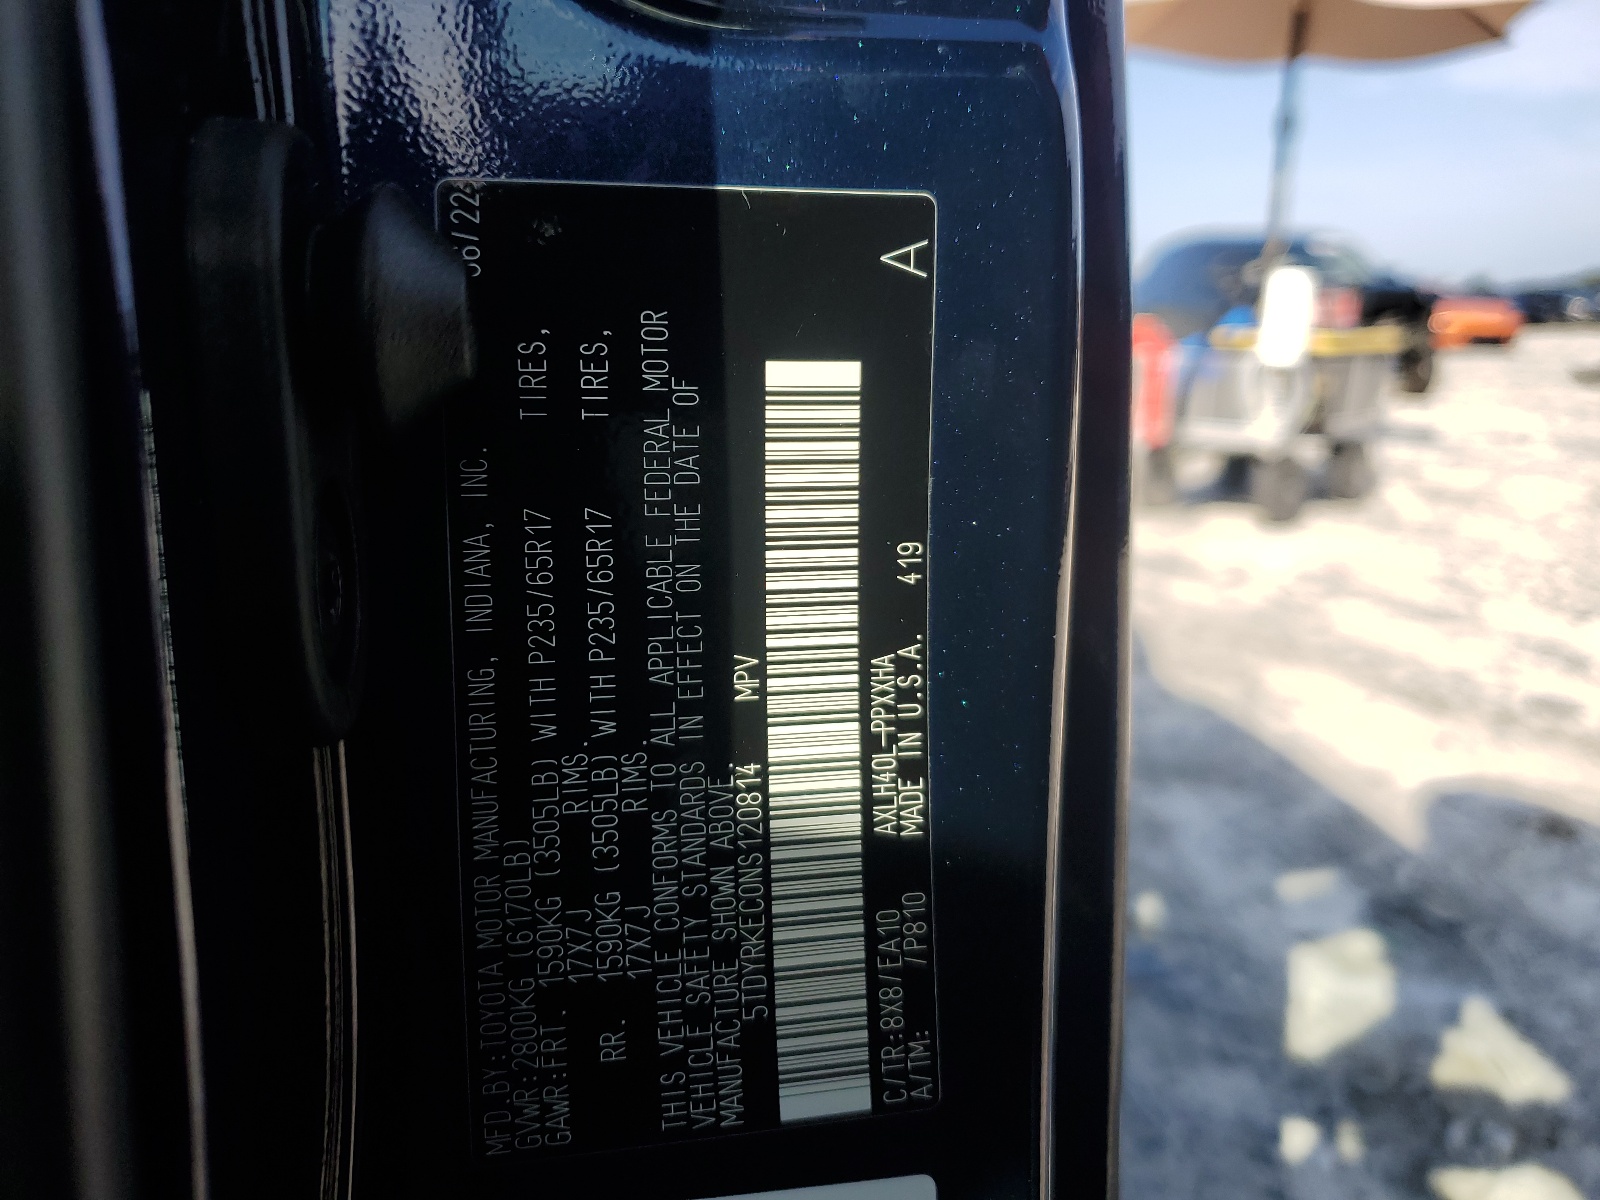 MFD.BY:TOYOTA MOTOR MANUFACTURING, INDIANA, INC. 06/22
GVWR:2800KG (6170LB)
GAWR:FRT. 1590KG (3505LB) WITH P235/65R17 TIRES,
17X7J RIMS.
RR. 1590KG (3505LB) WITH P235/65R17 TIRES,
17X7J RIMS.
THIS VEHICLE CONFORMS TO ALL APPLICABLE FEDERAL MOTOR
VEHICLE SAFETY STANDARDS IN EFFECT ON THE DATE OF
MANUFACTURE SHOWN ABOVE.
5TDYRKEC0NS120814 MPV
AXLH40L-PPXXHA
C/TR:8X8/EA10 MADE IN U.S.A. 419 A
A/TM: /P810